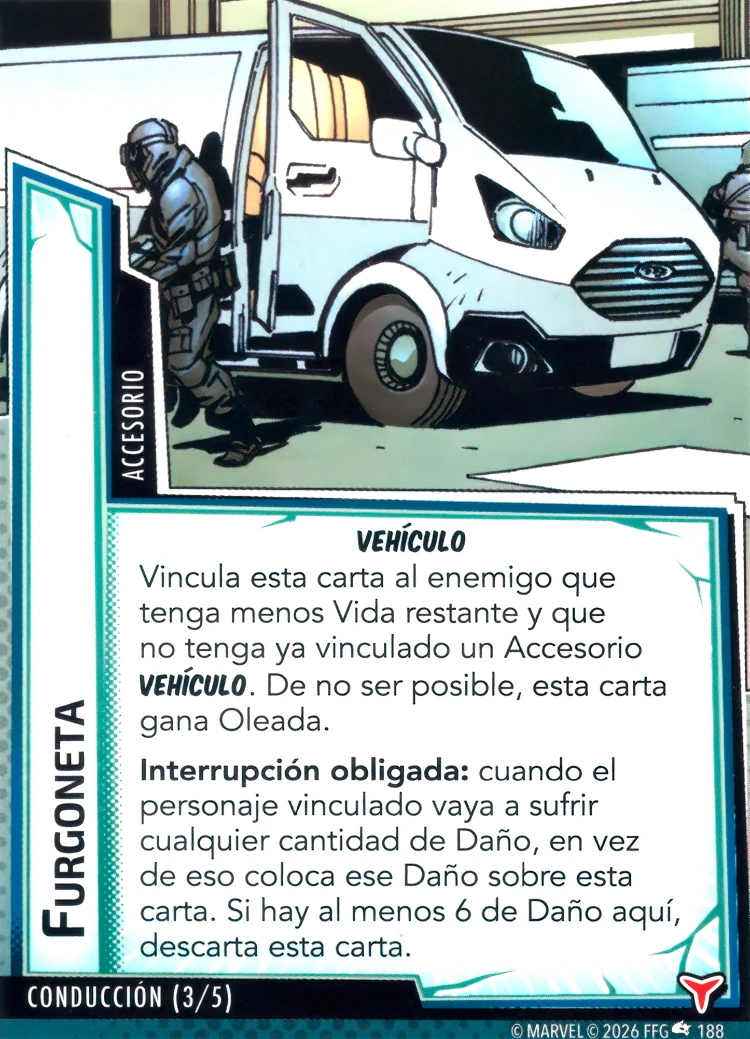 ACCESORIO
VEHÍCULO
Vincula esta carta al enemigo que
tenga menos Vida restante y que
no tenga ya vinculado un Accesorio
VEHÍCULO. De no ser posible, esta carta
gana Oleada.
Interrupción obligada: cuando el
personaje vinculado vaya a sufrir
cualquier cantidad de Daño, en vez
de eso coloca ese Daño sobre esta
carta. Si hay al menos 6 de Daño aquí,
descarta esta carta.
FURGONETA
CONDUCCIÓN (3/5)
© MARVEL © 2026 FFG 188